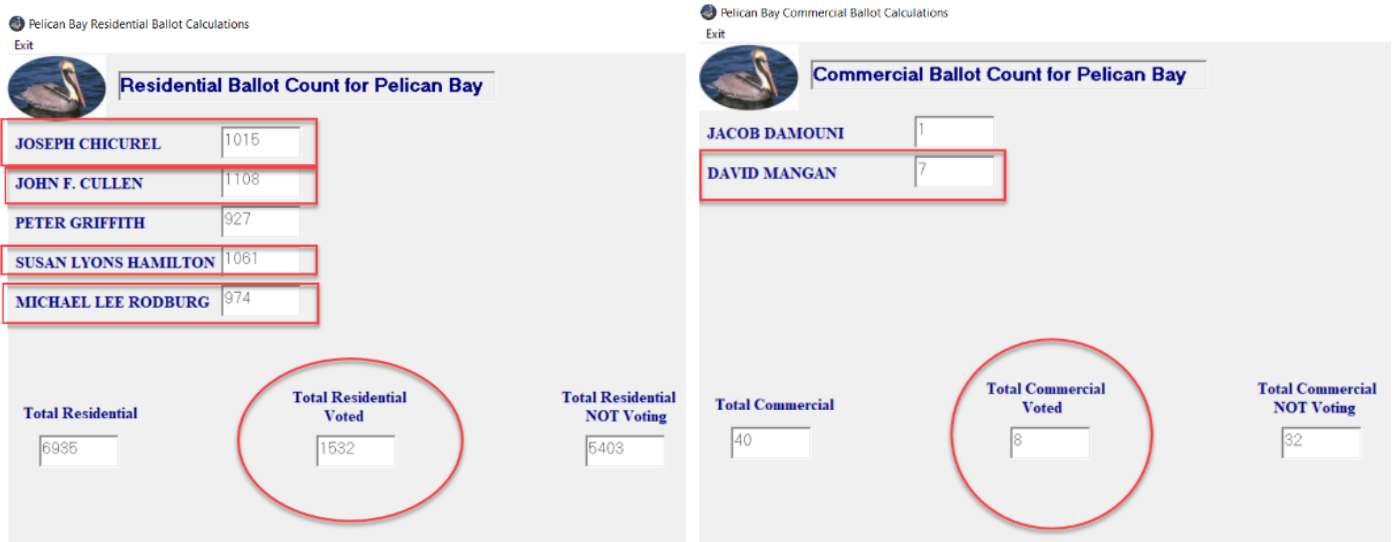 Pelican Bay Residential Ballot Calculations
Exit
Residential Ballot Count for Pelican Bay
JOSEPH CHICUREL 1015
JOHN F. CULLEN 1108
PETER GRIFFITH 927
SUSAN LYONS HAMILTON 1061
MICHAEL LEE RODBURG 974
Total Residential
6935
Total Residential
Voted
1532
Total Residential
NOT Voting
5403
Pelican Bay Commercial Ballot Calculations
Exit
Commercial Ballot Count for Pelican Bay
JACOB DAMOUNI 1
DAVID MANGAN 7
Total Commercial
40
Total Commercial
Voted
8
Total Commercial
NOT Voting
32